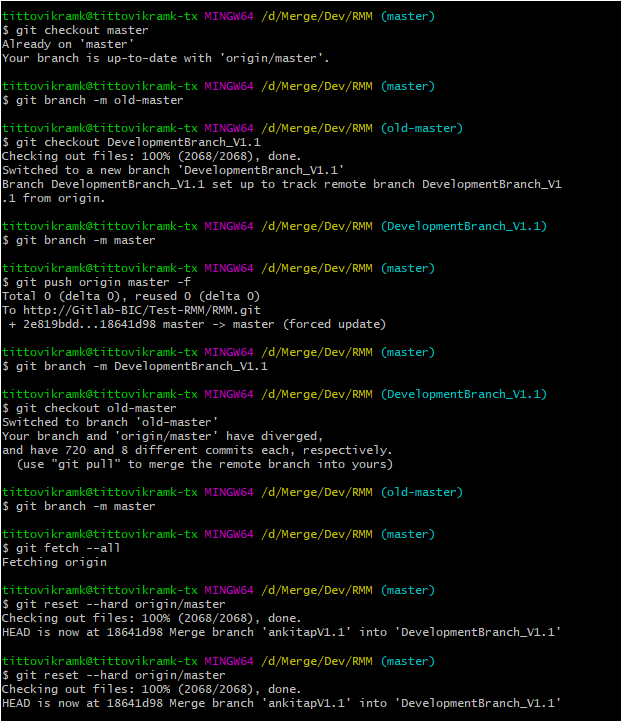 tittovikramk@tittovikramk-tx MINGW64 /d/Merge/Dev/RMM (master)
$ git checkout master
Already on 'master'
Your branch is up-to-date with 'origin/master'.
tittovikramk@tittovikramk-tx MINGW64 /d/Merge/Dev/RMM (master)
$ git branch -m old-master
tittovikramk@tittovikramk-tx MINGW64 /d/Merge/Dev/RMM (old-master)
$ git checkout DevelopmentBranch_V1.1
Checking out files: 100% (2068/2068), done.
Switched to a new branch 'DevelopmentBranch_V1.1'
Branch DevelopmentBranch_V1.1 set up to track remote branch DevelopmentBranch_V1
.1 from origin.
tittovikramk@tittovikramk-tx MINGW64 /d/Merge/Dev/RMM (DevelopmentBranch_V1.1)
$ git branch -m master
tittovikramk@tittovikramk-tx MINGW64 /d/Merge/Dev/RMM (master)
$ git push origin master -f
Total 0 (delta 0), reused 0 (delta 0)
To http://Gitlab-BIC/Test-RMM/RMM.git
 + 2e819bdd...18641d98 master -> master (forced update)
tittovikramk@tittovikramk-tx MINGW64 /d/Merge/Dev/RMM (master)
$ git branch -m DevelopmentBranch_V1.1
tittovikramk@tittovikramk-tx MINGW64 /d/Merge/Dev/RMM (DevelopmentBranch_V1.1)
$ git checkout old-master
Switched to branch 'old-master'
Your branch and 'origin/master' have diverged,
and have 720 and 8 different commits each, respectively.
  (use "git pull" to merge the remote branch into yours)
tittovikramk@tittovikramk-tx MINGW64 /d/Merge/Dev/RMM (old-master)
$ git branch -m master
tittovikramk@tittovikramk-tx MINGW64 /d/Merge/Dev/RMM (master)
$ git fetch --all
Fetching origin
tittovikramk@tittovikramk-tx MINGW64 /d/Merge/Dev/RMM (master)
$ git reset --hard origin/master
Checking out files: 100% (2068/2068), done.
HEAD is now at 18641d98 Merge branch 'ankitapV1.1' into 'DevelopmentBranch_V1.1'
tittovikramk@tittovikramk-tx MINGW64 /d/Merge/Dev/RMM (master)
$ git reset --hard origin/master
Checking out files: 100% (2068/2068), done.
HEAD is now at 18641d98 Merge branch 'ankitapV1.1' into 'DevelopmentBranch_V1.1'